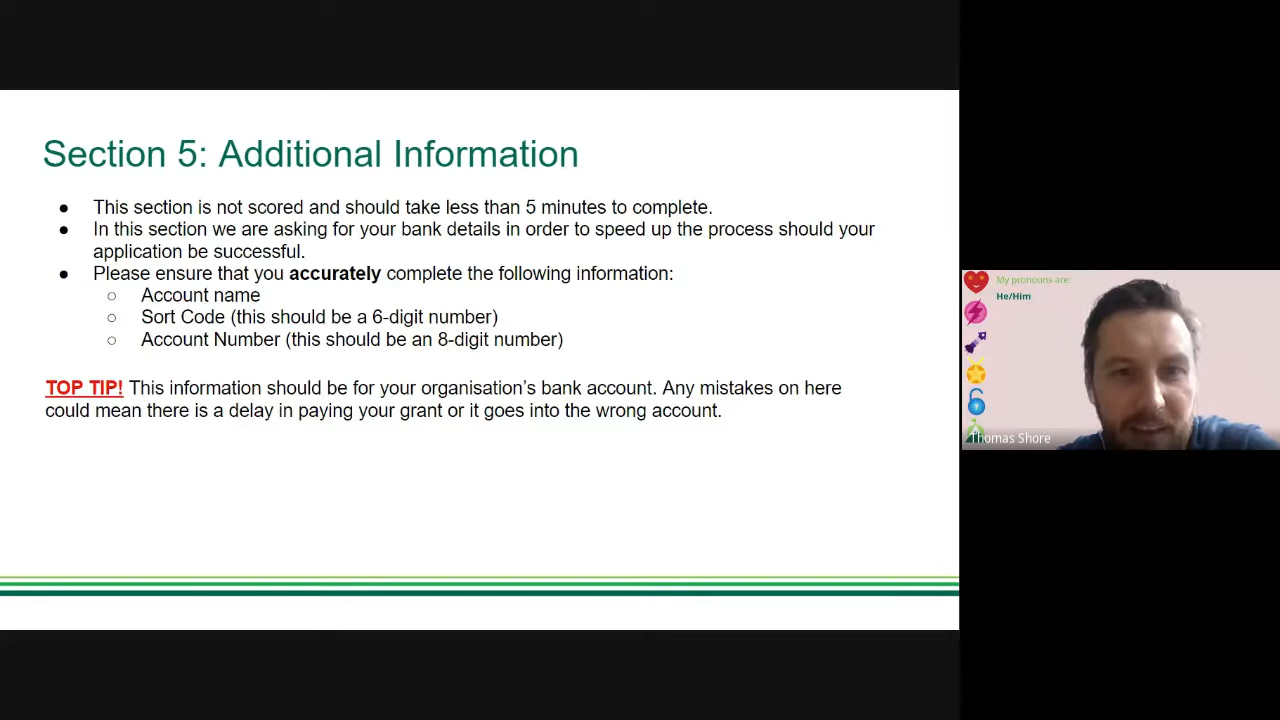 Section 5: Additional Information
● This section is not scored and should take less than 5 minutes to complete.
● In this section we are asking for your bank details in order to speed up the process should your
application be successful.
● Please ensure that you accurately complete the following information:
○ Account name
○ Sort Code (this should be a 6-digit number)
○ Account Number (this should be an 8-digit number)
TOP TIP! This information should be for your organisation’s bank account. Any mistakes on here
could mean there is a delay in paying your grant or it goes into the wrong account.
My pronouns are:
He/Him
Thomas Shore